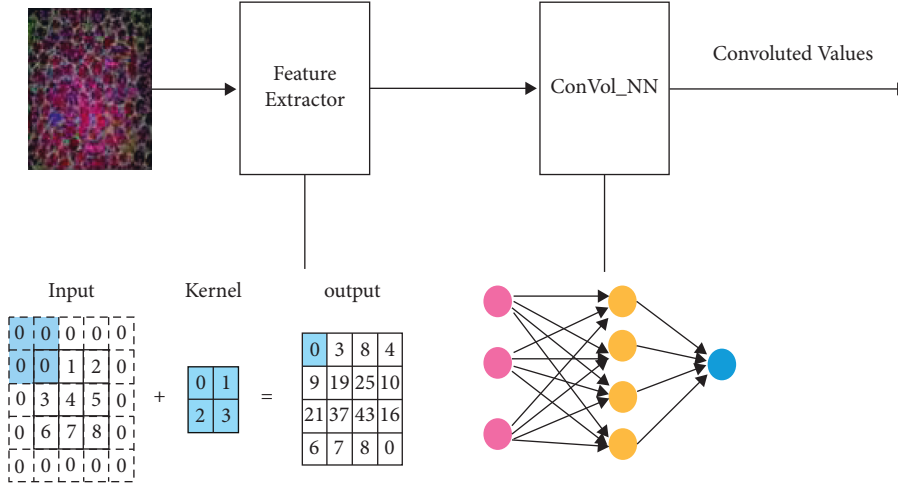 Feature
Extractor
ConVol_NN
Convoluted Values
Input
Kernel
output
0 0 0 0 0
0 0 1 2 0
0 3 4 5 0
0 6 7 8 0
0 0 0 0 0
+
0 1
2 3
=
0 3 8 4
9 19 25 10
21 37 43 16
6 7 8 0